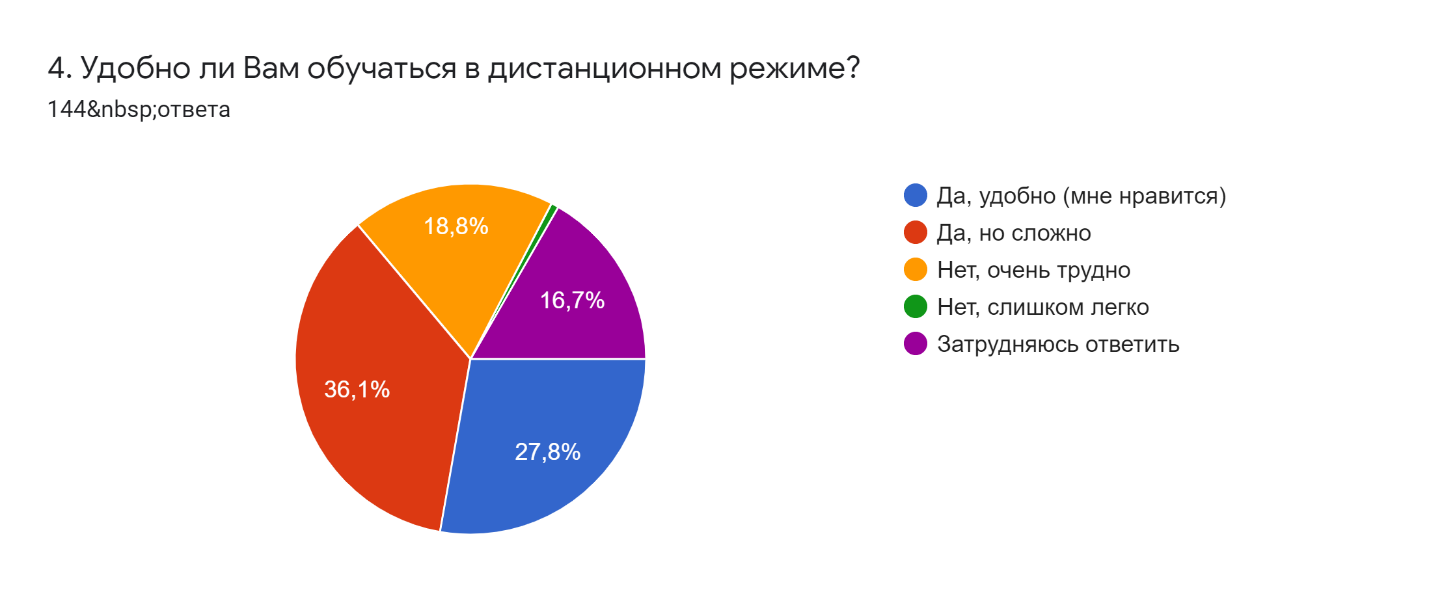 4. Удобно ли Вам обучаться в дистанционном режиме?
144&nbsp;ответа
Да, удобно (мне нравится)
Да, но сложно
Нет, очень трудно
Нет, слишком легко
Затрудняюсь ответить
18,8%
16,7%
36,1%
27,8%